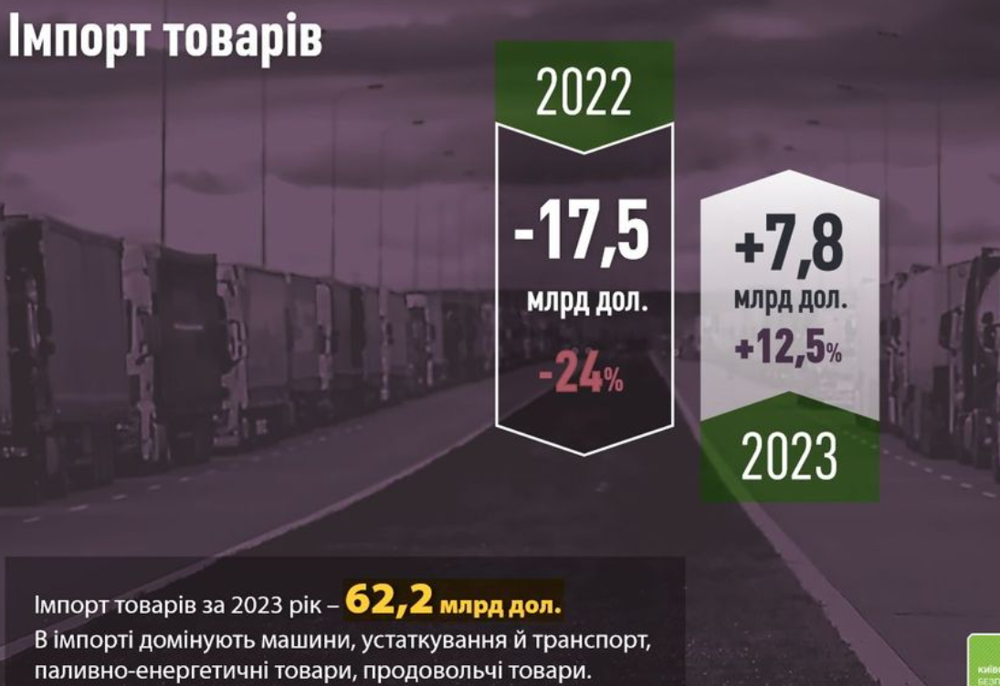 Імпорт товарів
2022
-17,5
млрд дол.
-24%
+7,8
млрд дол.
+12,5%
2023
Імпорт товарів за 2023 рік – 62,2 млрд дол.
В імпорті домінують машини, устаткування й транспорт,
паливно-енергетичні товари, продовольчі товари.